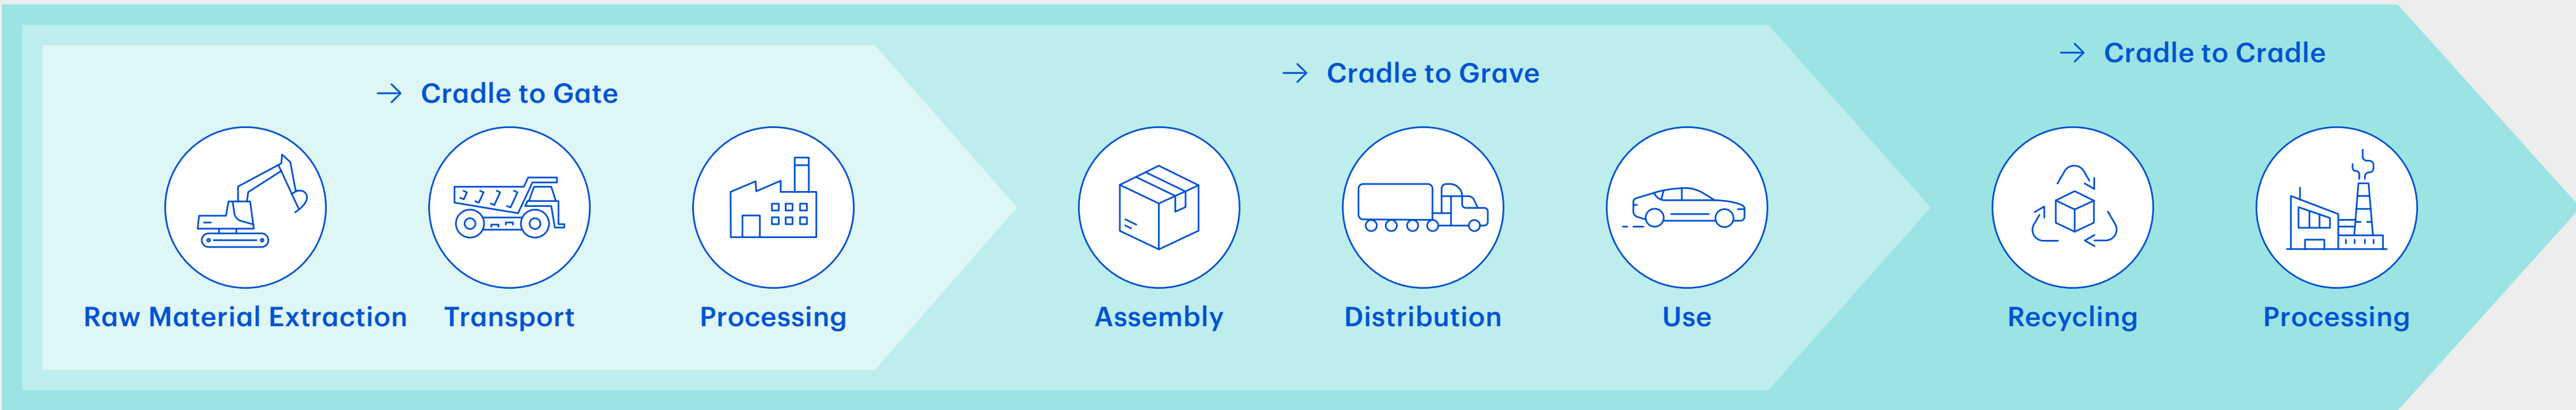 → Cradle to Gate
Raw Material Extraction
Transport
Processing
→ Cradle to Grave
Assembly
Distribution
Use
→ Cradle to Cradle
Recycling
Processing